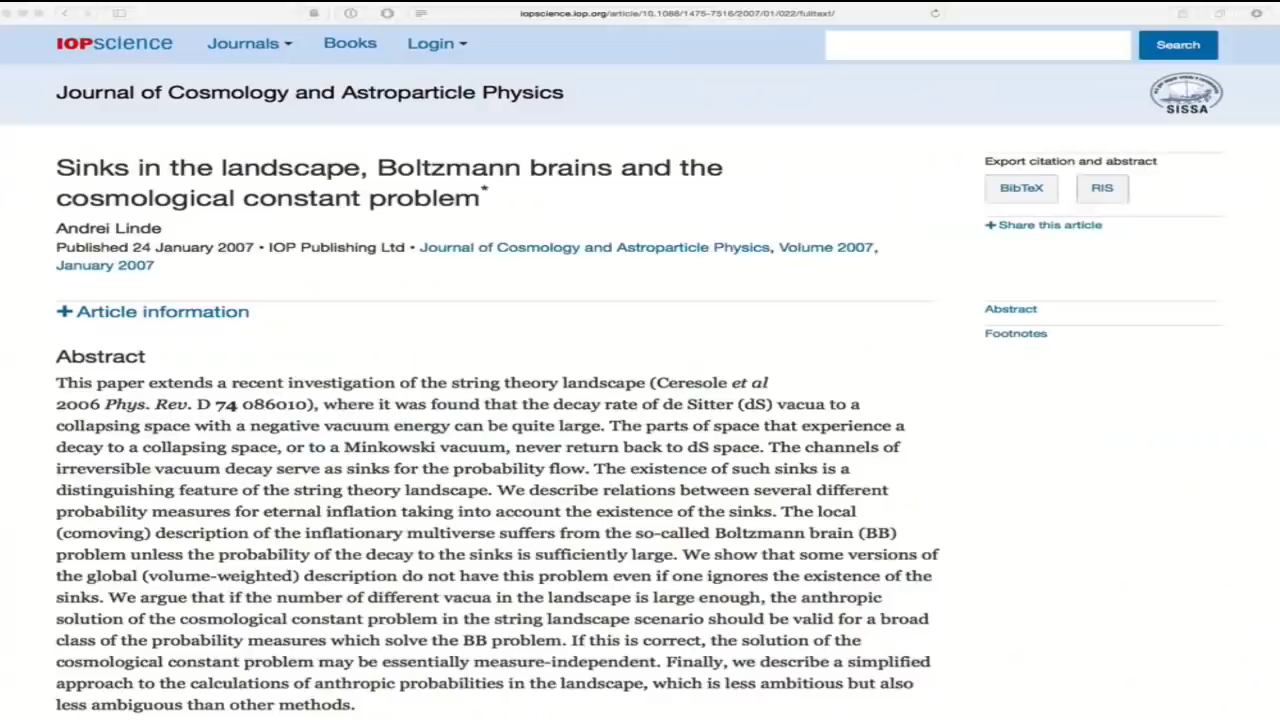 iopscience.iop.org/article/10.1088/1475-7516/2007/01/022/fulltext/
IOPscience Journals Books Login Search
Journal of Cosmology and Astroparticle Physics
SISSA
Sinks in the landscape, Boltzmann brains and the
cosmological constant problem*
Andrei Linde
Published 24 January 2007 • IOP Publishing Ltd • Journal of Cosmology and Astroparticle Physics, Volume 2007,
January 2007
Export citation and abstract
BibTeX RIS
+ Share this article
+ Article information
Abstract
Footnotes
Abstract
This paper extends a recent investigation of the string theory landscape (Ceresole et al
2006 Phys. Rev. D 74 086010), where it was found that the decay rate of de Sitter (dS) vacua to a
collapsing space with a negative vacuum energy can be quite large. The parts of space that experience a
decay to a collapsing space, or to a Minkowski vacuum, never return back to dS space. The channels of
irreversible vacuum decay serve as sinks for the probability flow. The existence of such sinks is a
distinguishing feature of the string theory landscape. We describe relations between several different
probability measures for eternal inflation taking into account the existence of the sinks. The local
(comoving) description of the inflationary multiverse suffers from the so-called Boltzmann brain (BB)
problem unless the probability of the decay to the sinks is sufficiently large. We show that some versions of
the global (volume-weighted) description do not have this problem even if one ignores the existence of the
sinks. We argue that if the number of different vacua in the landscape is large enough, the anthropic
solution of the cosmological constant problem in the string landscape scenario should be valid for a broad
class of the probability measures which solve the BB problem. If this is correct, the solution of the
cosmological constant problem may be essentially measure-independent. Finally, we describe a simplified
approach to the calculations of anthropic probabilities in the landscape, which is less ambitious but also
less ambiguous than other methods.